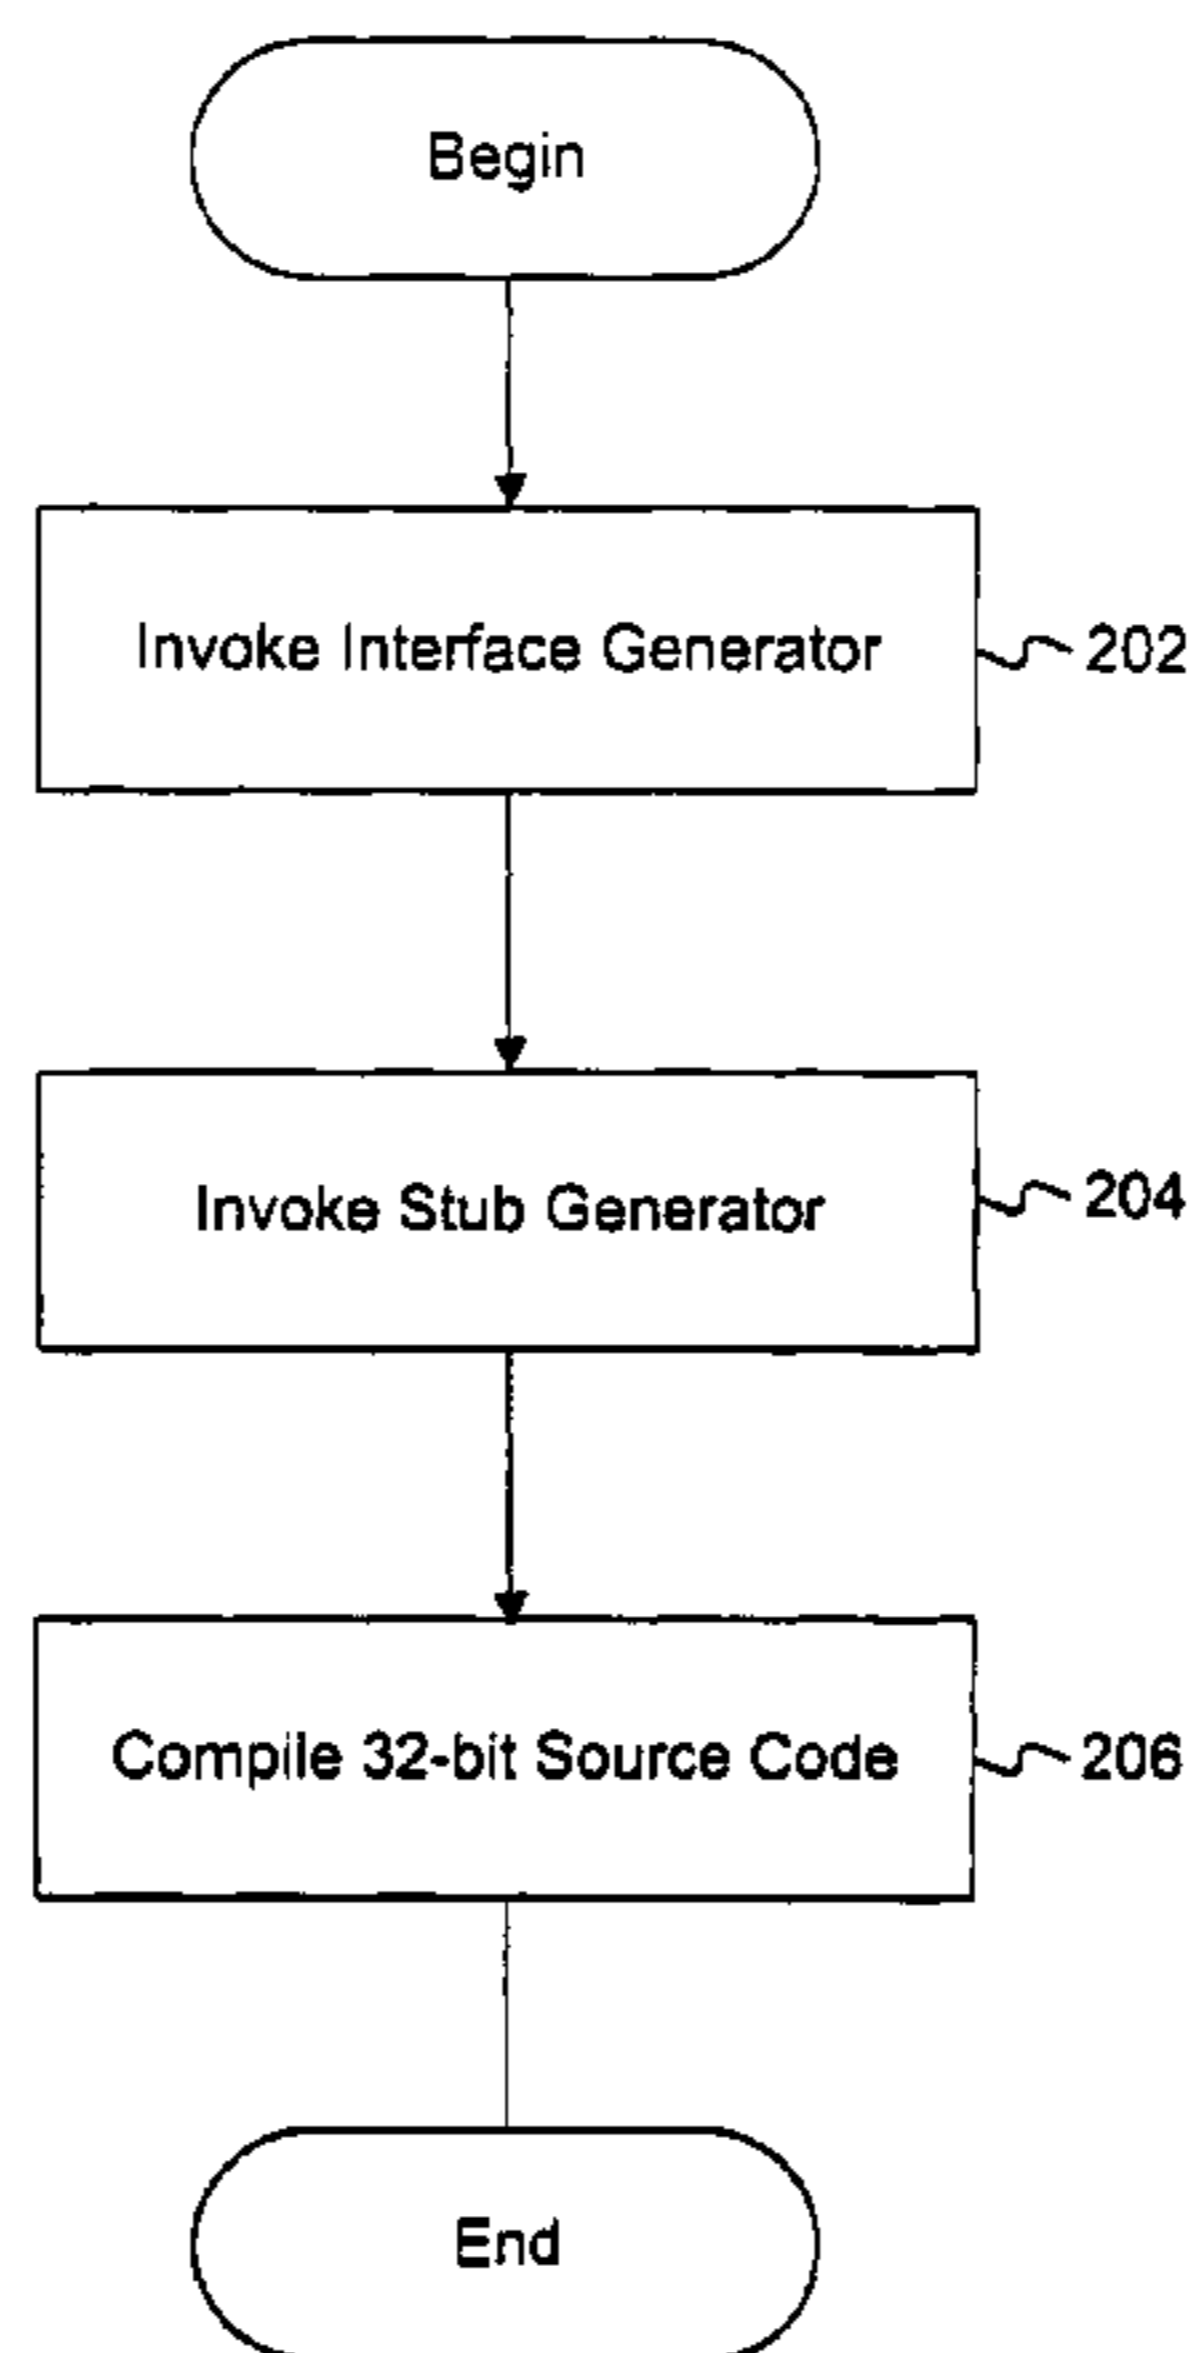 Begin
Invoke Interface Generator
202
Invoke Stub Generator
204
Compile 32-bit Source Code
206
End